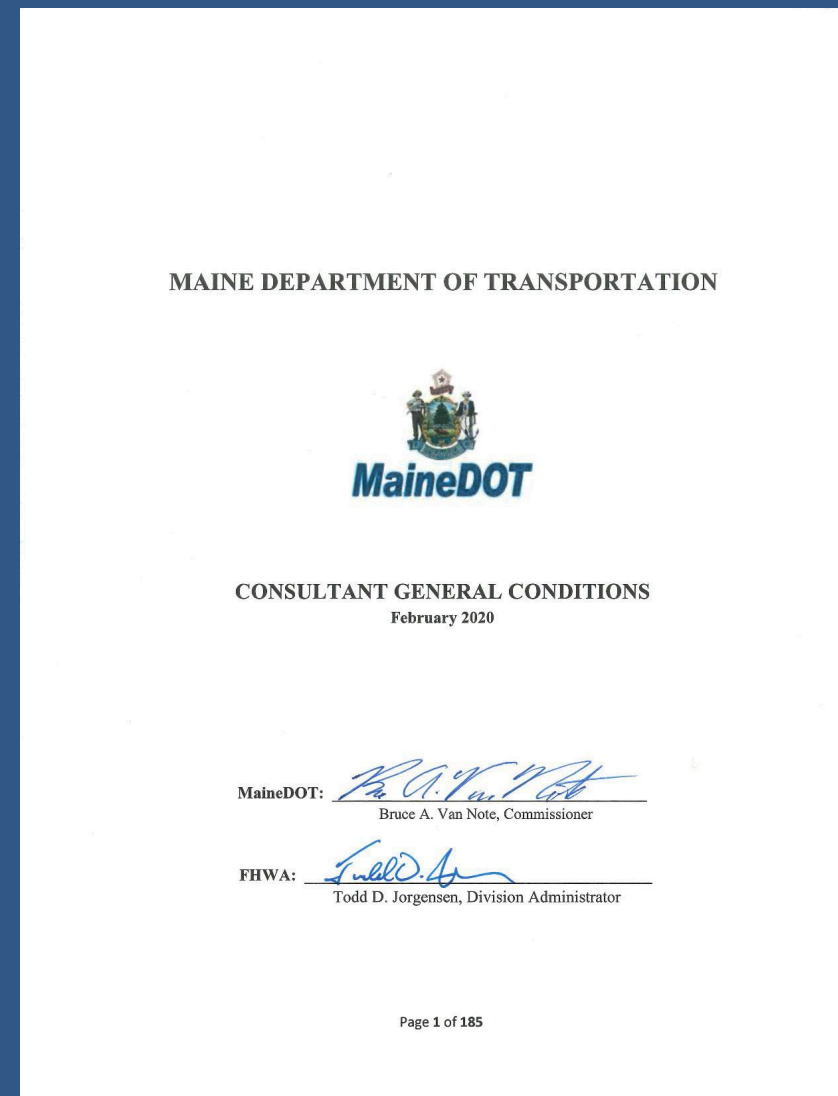 MAINE DEPARTMENT OF TRANSPORTATION
MaineDOT
CONSULTANT GENERAL CONDITIONS
February 2020
MaineDOT:
Bruce A. Van Note, Commissioner
FHWA:
Todd D. Jorgensen, Division Administrator
Page 1 of 185